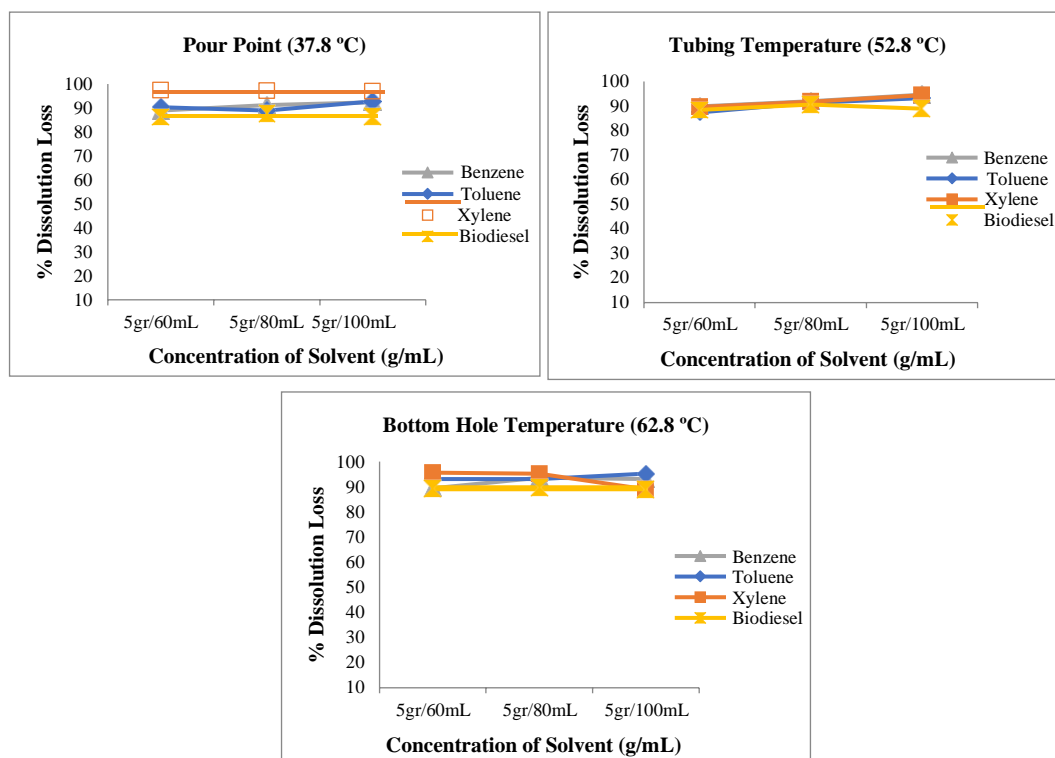 Pour Point (37.8 ºC)
% Dissolution Loss
100
90
80
70
60
50
40
30
20
10
5gr/60mL 5gr/80mL 5gr/100mL
Concentration of Solvent (g/mL)
Benzene
Toluene
Xylene
Biodiesel
Tubing Temperature (52.8 ºC)
% Dissolution Loss
100
90
80
70
60
50
40
30
20
10
5gr/60mL 5gr/80mL 5gr/100mL
Concentration of Solvent (g/mL)
Benzene
Toluene
Xylene
Biodiesel
Bottom Hole Temperature (62.8 ºC)
% Dissolution Loss
100
90
80
70
60
50
40
30
20
10
5gr/60mL 5gr/80mL 5gr/100mL
Concentration of Solvent (g/mL)
Benzene
Toluene
Xylene
Biodiesel